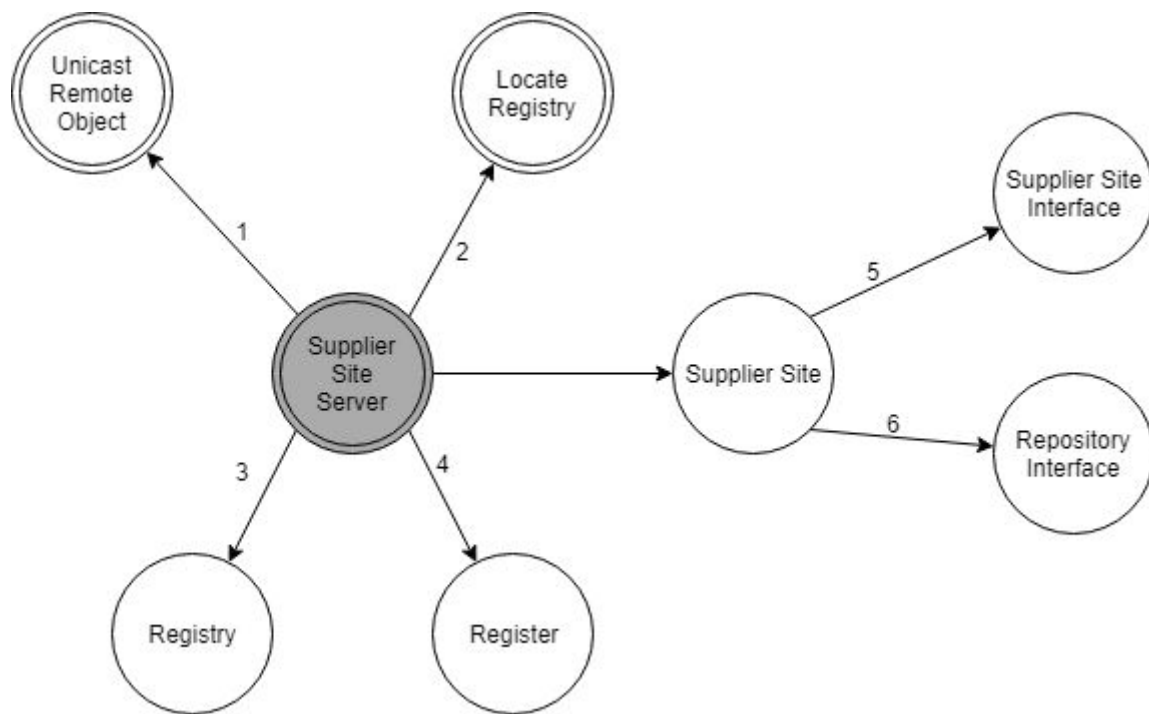 Unicast
Remote
Object
Locate
Registry
Supplier Site
Interface
1
2
5
Supplier
Site
Server
Supplier Site
6
Repository
Interface
3
4
Registry
Register